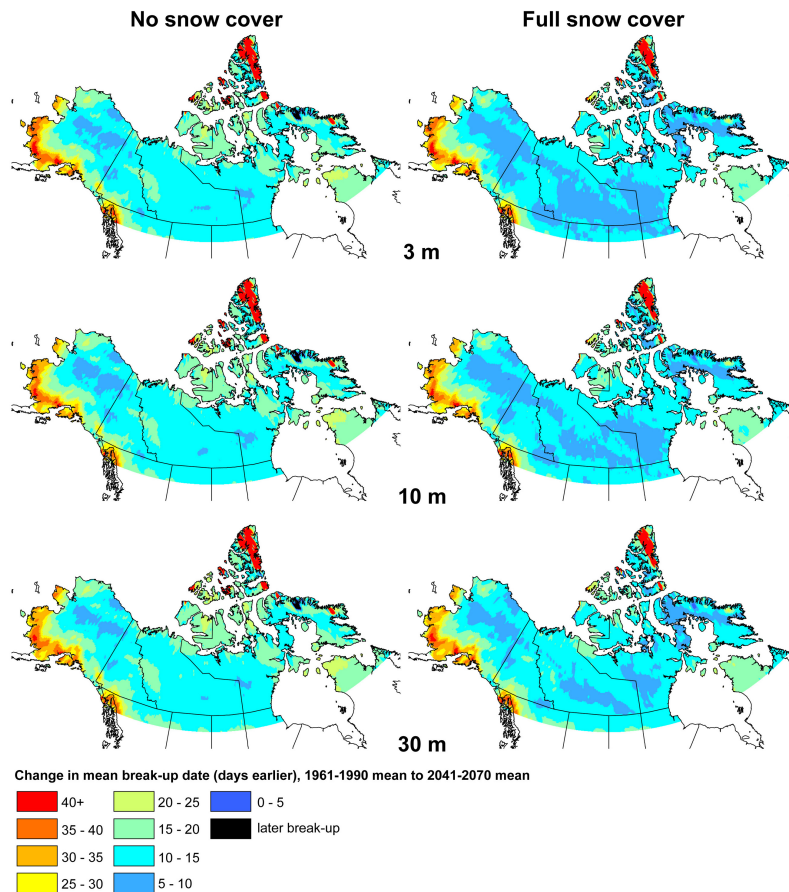 No snow cover
Full snow cover
3 m
10 m
30 m
Change in mean break-up date (days earlier), 1961-1990 mean to 2041-2070 mean
40+
20 - 25
0 - 5
35 - 40
15 - 20
later break-up
30 - 35
10 - 15
25 - 30
5 - 10